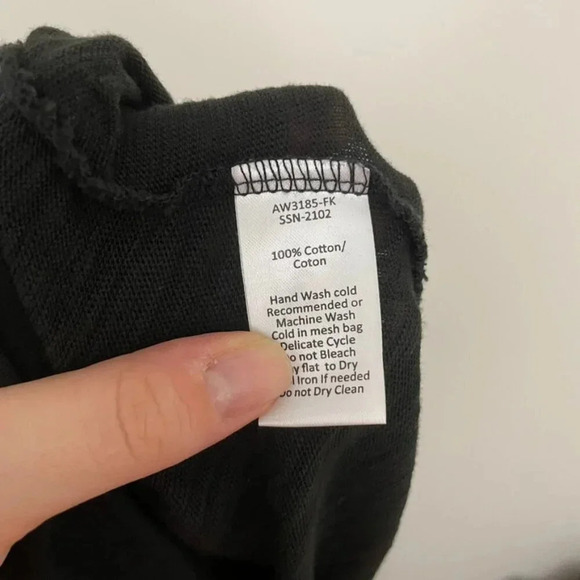 AW3185-FK
SSN-2102
100% Cotton/
Coton
Hand Wash cold
Recommended or
Machine Wash
Cold in mesh bag
Delicate Cycle
not Bleach
flat to Dry
Iron If needed
Do not Dry Clean